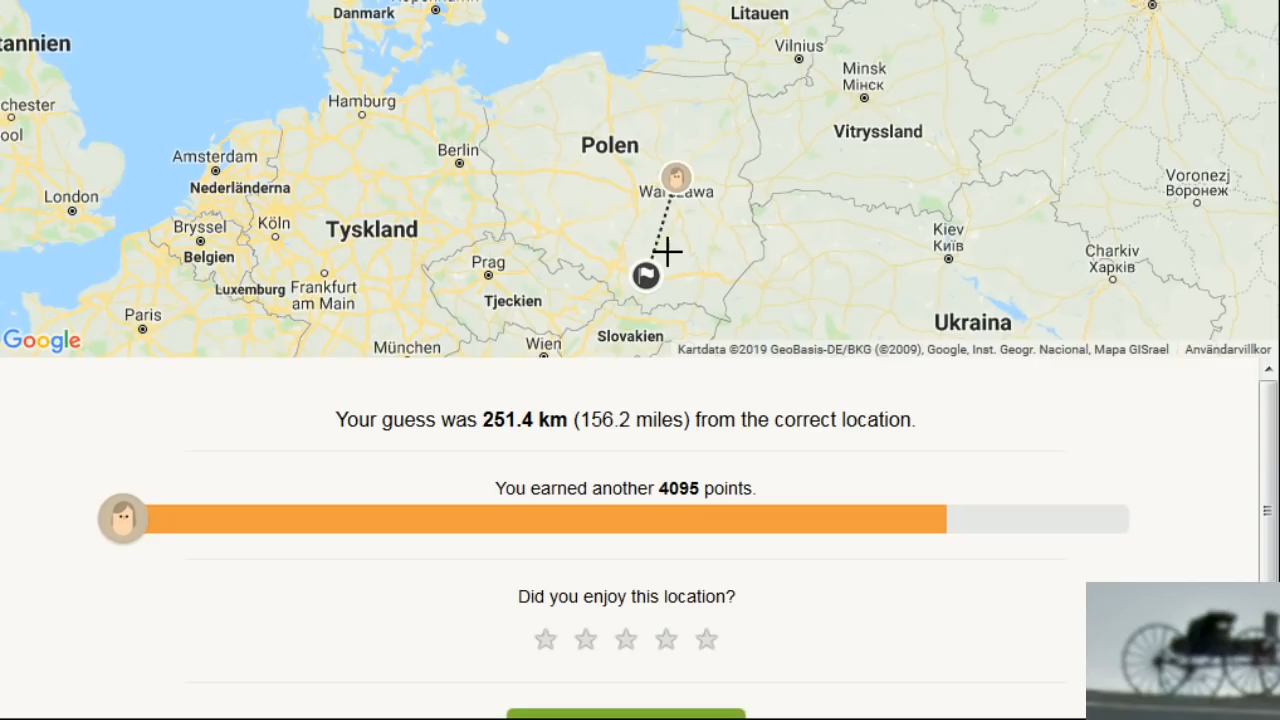 Danmark
Litauen
tannien
Vilnius
Minsk
Мінск
Hamburg
chester
ool
Vitryssland
Polen
Berlin
Amsterdam
Nederländerna
Warszawa
Voronezj
Воронеж
London
Bryssel
Köln
Tyskland
Kiev
Київ
Charkiv
Харків
Belgien
Prag
Luxemburg
Frankfurt
am Main
Tjeckien
Paris
Ukraina
Google
München
Wien
Slovakien
Kartdata ©2019 GeoBasis-DE/BKG (©2009), Google, Inst. Geogr. Nacional, Mapa GISrael
Användarvillkor
Your guess was 251.4 km (156.2 miles) from the correct location.
You earned another 4095 points.
Did you enjoy this location?